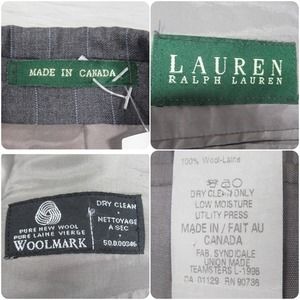 MADE IN CANADA
LAUREN
RALPH LAUREN
PURE NEW WOOL
PURE LAINE VIERGE
WOOLMARK
DRY CLEAN
NETTOYAGE
A SEC
100% Wool-Laine
DRY CLEAN ONLY
LOW MOISTURE
UTILITY PRESS
MADE IN / FAIT AU
CANADA
FAB. SYNDICALE
UNION MADE
TEAMSTERS L-1998
CA 01129 RN 90736